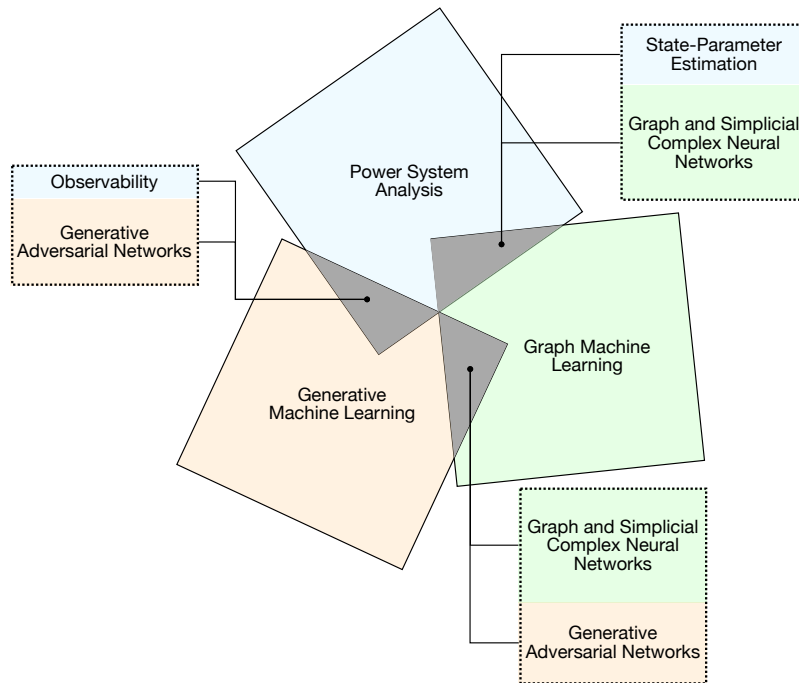 State-Parameter
Estimation
Graph and Simplicial
Complex Neural
Networks
Power System
Analysis
Observability
Generative
Adversarial Networks
Graph Machine
Learning
Generative
Machine Learning
Graph and Simplicial
Complex Neural
Networks
Generative
Adversarial Networks